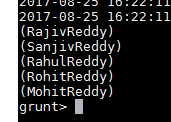 2017-08-25 16:22:11
2017-08-25 16:22:11
(RajivReddy)
(SanjivReddy)
(RahulReddy)
(RohitReddy)
(MohitReddy)
grunt>